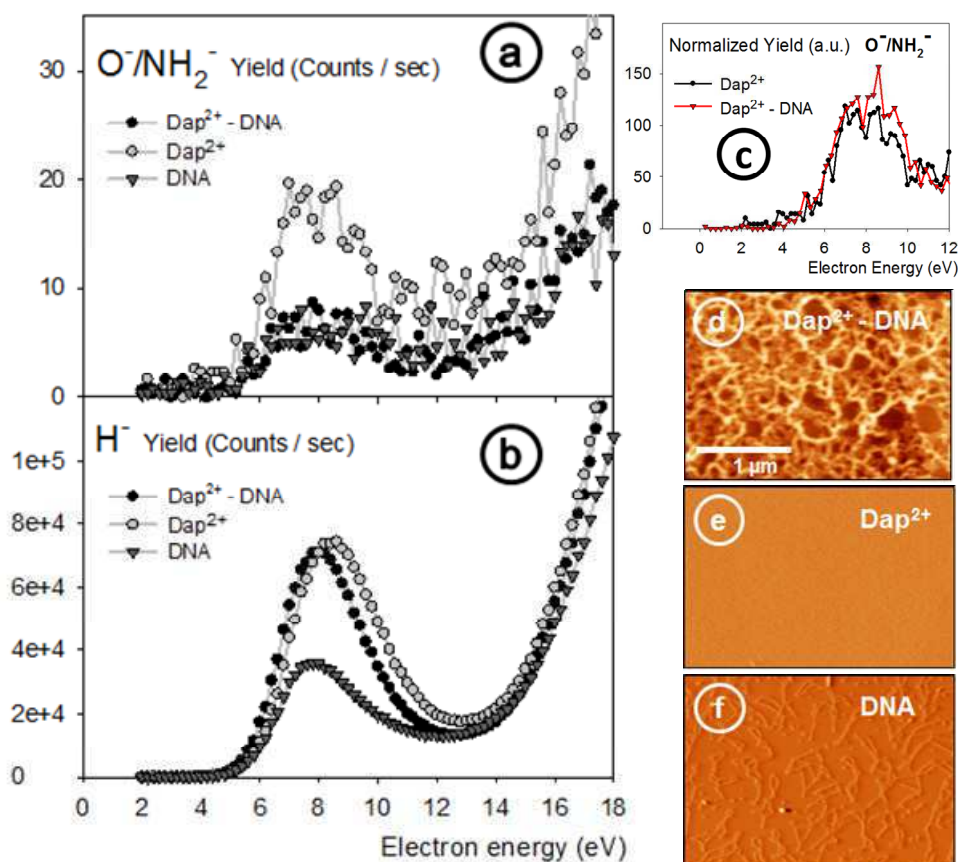 a
O⁻/NH₂⁻ Yield (Counts / sec)
Dap²⁺ - DNA
Dap²⁺
DNA
30
20
10
0
b
H⁻ Yield (Counts / sec)
Dap²⁺ - DNA
Dap²⁺
DNA
1e+5
8e+4
6e+4
4e+4
2e+4
0
0 2 4 6 8 10 12 14 16 18
Electron energy (eV)
Normalized Yield (a.u.) O⁻/NH₂⁻
Dap²⁺
Dap²⁺ - DNA
c
150
100
50
0
0 2 4 6 8 10 12
Electron Energy (eV)
d
Dap²⁺ - DNA
1 µm
e
Dap²⁺
f
DNA